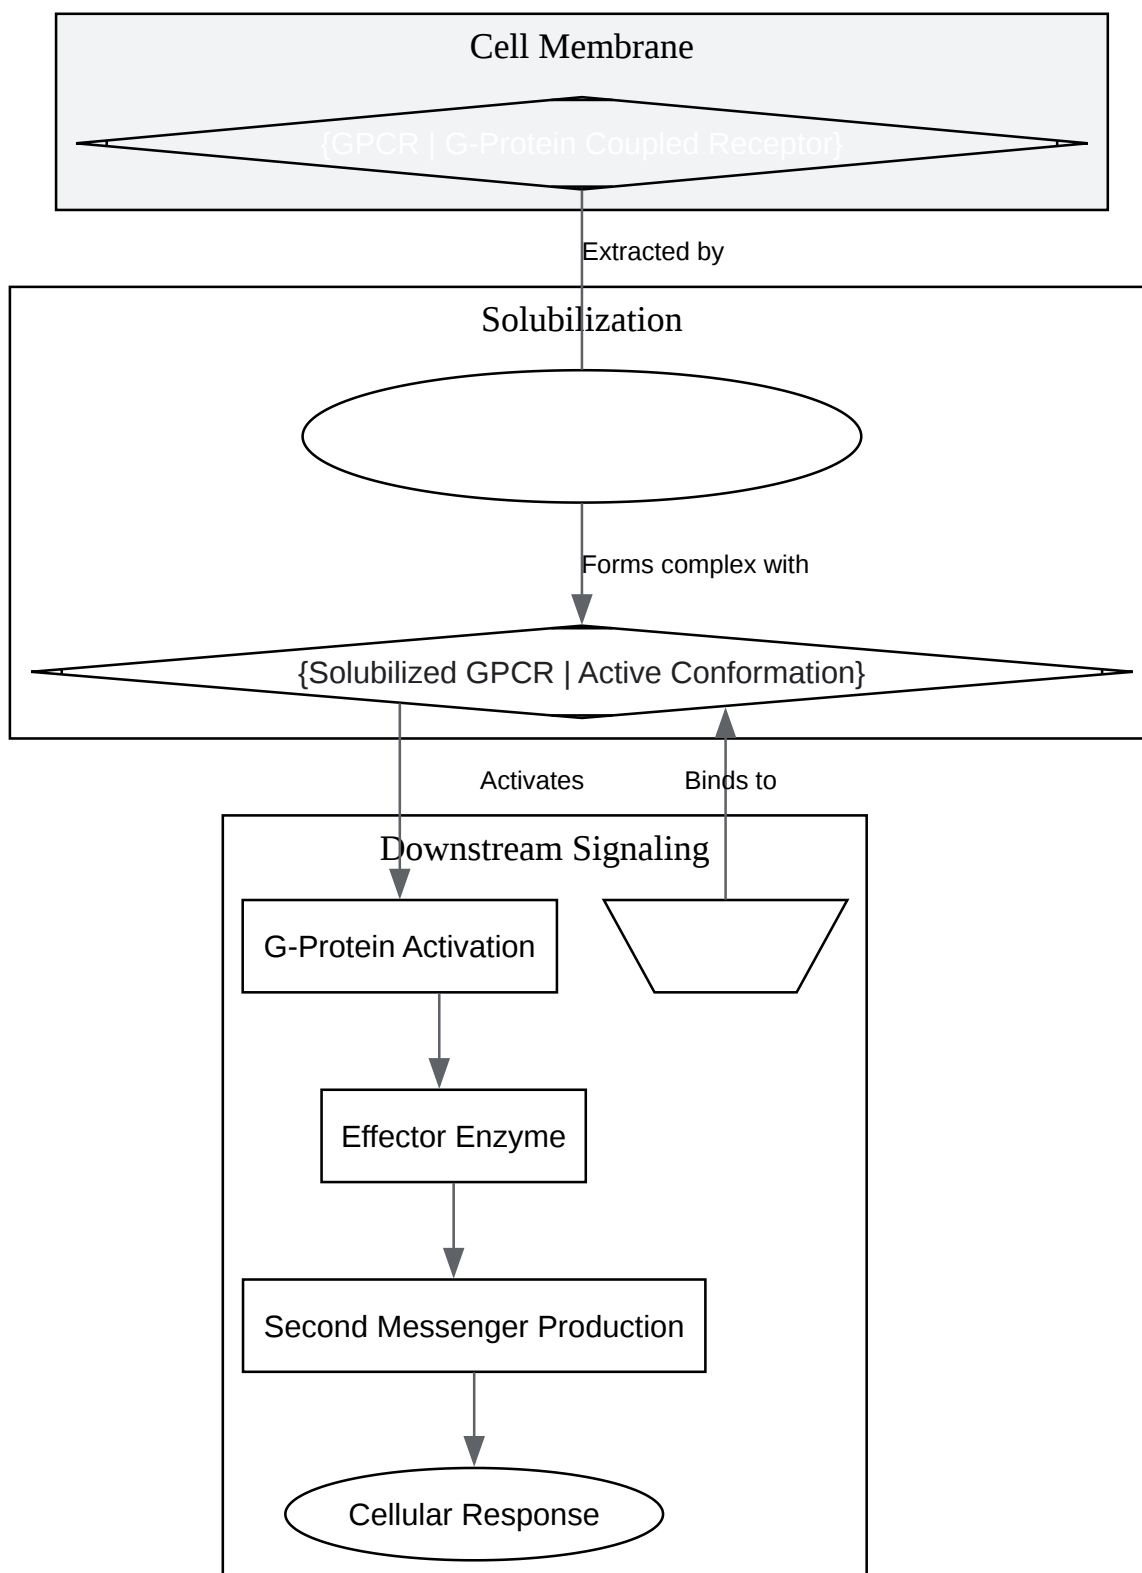 Cell Membrane
{GPCR | G-Protein Coupled Receptor}
Extracted by
Solubilization
Forms complex with
{Solubilized GPCR | Active Conformation}
Activates
Binds to
Downstream Signaling
G-Protein Activation
Effector Enzyme
Second Messenger Production
Cellular Response